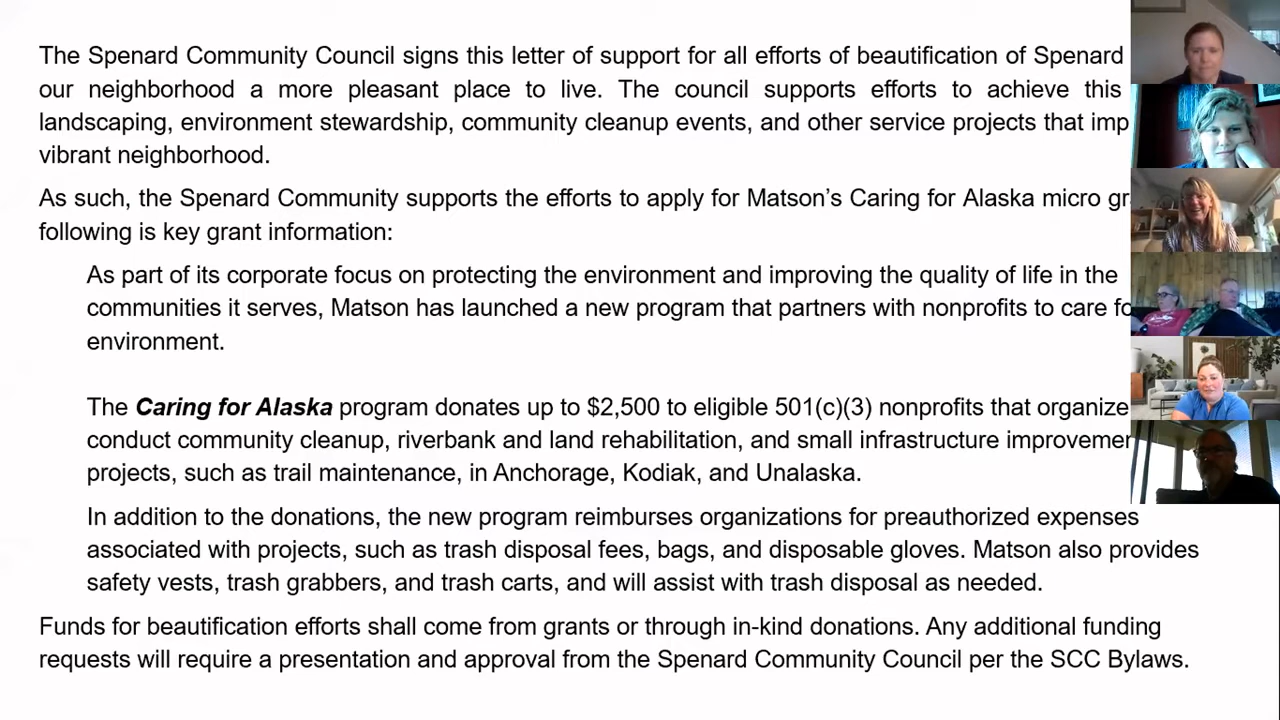 The Spenard Community Council signs this letter of support for all efforts of beautification of Spenard
our neighborhood a more pleasant place to live. The council supports efforts to achieve this
landscaping, environment stewardship, community cleanup events, and other service projects that
vibrant neighborhood.
As such, the Spenard Community supports the efforts to apply for Matson's Caring for Alaska micro
following is key grant information:
As part of its corporate focus on protecting the environment and improving the quality of life in the
communities it serves, Matson has launched a new program that partners with nonprofits to care
environment.
The Caring for Alaska program donates up to $2,500 to eligible 501(c)(3) nonprofits that organize
conduct community cleanup, riverbank and land rehabilitation, and small infrastructure
projects, such as trail maintenance, in Anchorage, Kodiak, and Unalaska.
In addition to the donations, the new program reimburses organizations for preauthorized expenses
associated with projects, such as trash disposal fees, bags, and disposable gloves. Matson also provides
safety vests, trash grabbers, and trash carts, and will assist with trash disposal as needed.
Funds for beautification efforts shall come from grants or through in-kind donations. Any additional funding
requests will require a presentation and approval from the Spenard Community Council per the SCC Bylaws.